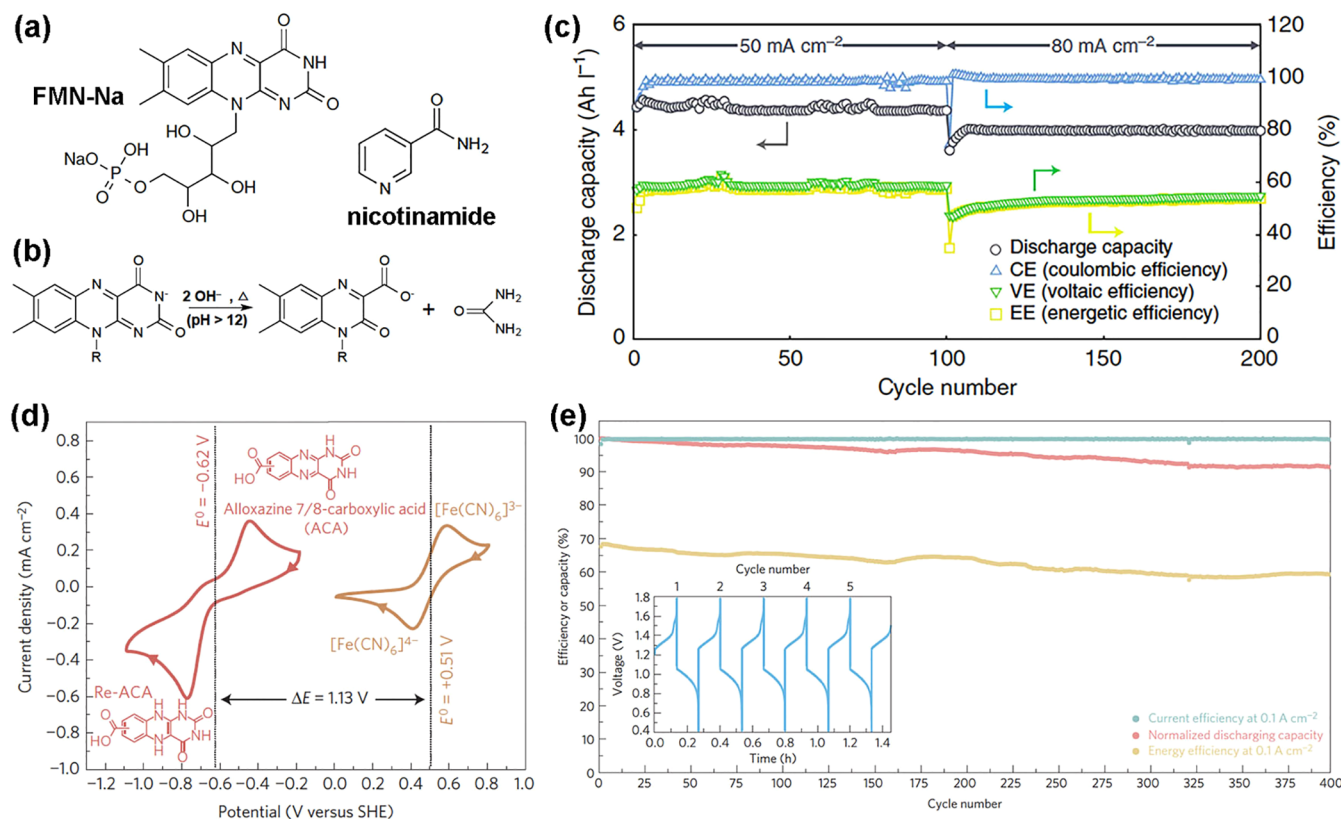 (a)
FMN-Na
O
N
NH
N
N
O
HO
OH
NaO
OH
P
O
O
OH
OH
O
NH₂
N
nicotinamide
(b)
O
N
N⁻
N
N
O
R
2 OH⁻ , △
(pH > 12)
O
N
O⁻
N
O
R
+
NH₂
O
NH₂
(c)
Discharge capacity (Ah l⁻¹)
6
4
2
0
50 mA cm⁻²
80 mA cm⁻²
120
100
80
60
40
20
0
Efficiency (%)
Discharge capacity
CE (coulombic efficiency)
VE (voltaic efficiency)
EE (energetic efficiency)
0
50
100
150
200
Cycle number
(d)
Current density (mA cm⁻²)
0.8
0.6
0.4
0.2
0.0
−0.2
−0.4
−0.6
−0.8
−1.0
E⁰ = −0.62 V
O
HO
N
H
N
O
NH
N
O
Alloxazine 7/8-carboxylic acid
(ACA)
[Fe(CN)₆]³⁻
[Fe(CN)₆]⁴⁻
E⁰ = +0.51 V
ΔE = 1.13 V
Re-ACA
O
HO
H
N
H
N
O
NH
N
H
O
−1.2
−1.0
−0.8
−0.6
−0.4
−0.2
0.0
0.2
0.4
0.6
0.8
1.0
Potential (V versus SHE)
(e)
Efficiency or capacity (%)
100
90
80
70
60
50
40
30
20
10
0
Cycle number
1 2 3 4 5
Voltage (V)
1.8
1.6
1.4
1.2
1.0
0.8
0.6
0.4
0.0 0.2 0.4 0.6 0.8 1.0 1.2 1.4
Time (h)
Current efficiency at 0.1 A cm⁻²
Normalized discharging capacity
Energy efficiency at 0.1 A cm⁻²
0 25 50 75 100 125 150 175 200 225 250 275 300 325 350 375 400
Cycle number